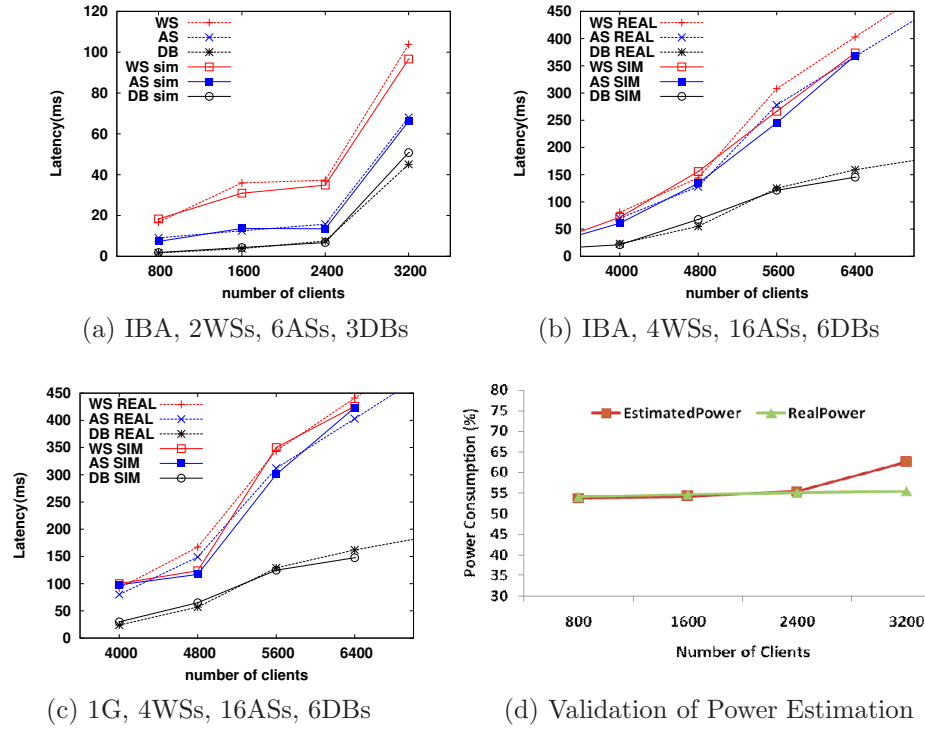 120
100
80
60
40
20
0
Latency(ms)
WS
AS
DB
WS sim
AS sim
DB sim
800 1600 2400 3200
number of clients
(a) IBA, 2WSs, 6ASs, 3DBs
450
400
350
300
250
200
150
100
50
0
Latency(ms)
WS REAL
AS REAL
DB REAL
WS SIM
AS SIM
DB SIM
4000 4800 5600 6400
number of clients
(b) IBA, 4WSs, 16ASs, 6DBs
450
400
350
300
250
200
150
100
50
0
Latency(ms)
WS REAL
AS REAL
DB REAL
WS SIM
AS SIM
DB SIM
4000 4800 5600 6400
number of clients
(c) 1G, 4WSs, 16ASs, 6DBs
80
75
70
65
60
55
50
45
40
35
30
Power Consumption (%)
EstimatedPower RealPower
800 1600 2400 3200
Number of Clients
(d) Validation of Power Estimation